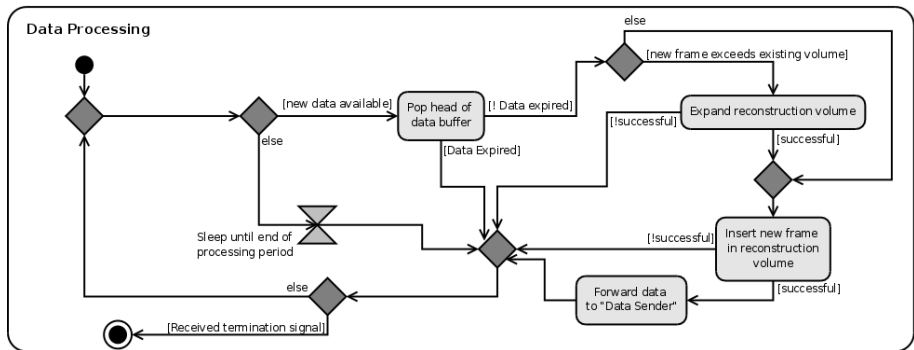 Data Processing
else
[new frame exceeds existing volume]
[new data available]
Pop head of
data buffer
[! Data expired]
Expand reconstruction volume
[!successful]
else
[successful]
[Data Expired]
Sleep until end of
processing period
[!successful]
Insert new frame
in reconstruction
volume
else
Forward data
to "Data Sender"
[successful]
[Received termination signal]